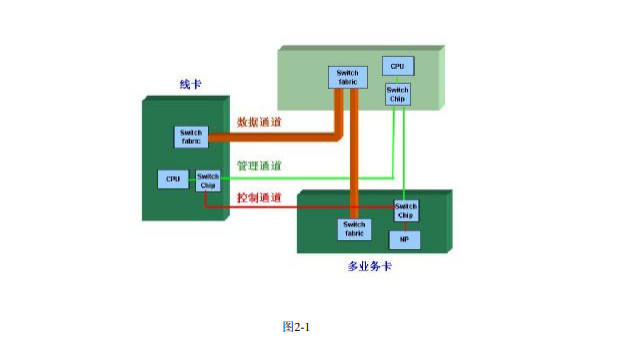 CPU
Switch
fabric
Switch
Chip
线卡
数据通道
Switch
fabric
管理通道
CPU
Switch
Chip
控制通道
Switch
Chip
Switch
fabric
NP
多业务卡
图2-1